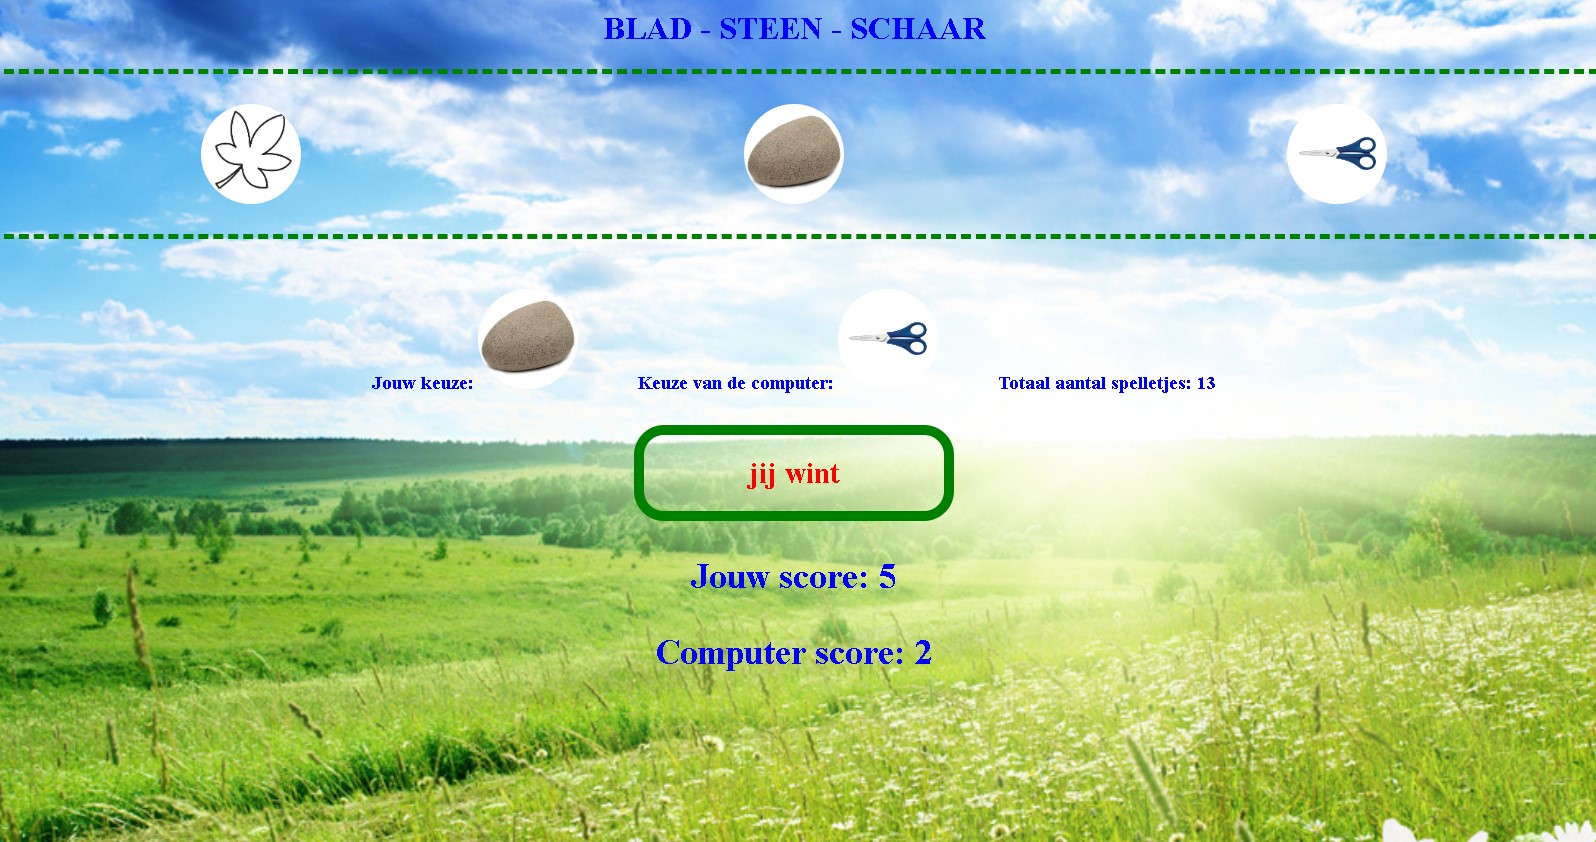 BLAD - STEEN - SCHAAR
Jouw keuze:
Keuze van de computer:
Totaal aantal spelletjes: 13
jij wint
Jouw score: 5
Computer score: 2